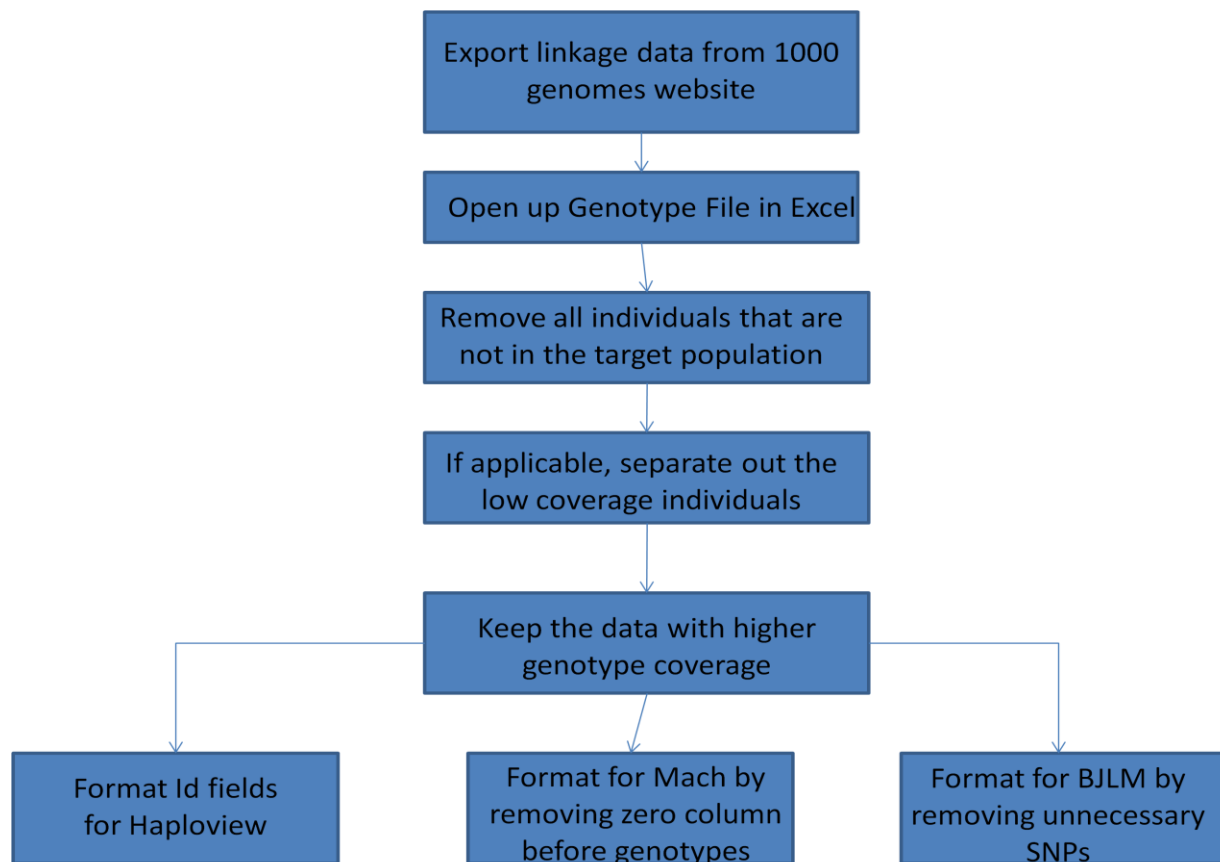 Export linkage data from 1000
genomes website
Open up Genotype File in Excel
Remove all individuals that are
not in the target population
If applicable, separate out the
low coverage individuals
Keep the data with higher
genotype coverage
Format Id fields
for Haploview
Format for Mach by
removing zero column
before genotypes
Format for BJLM by
removing unnecessary
SNPs